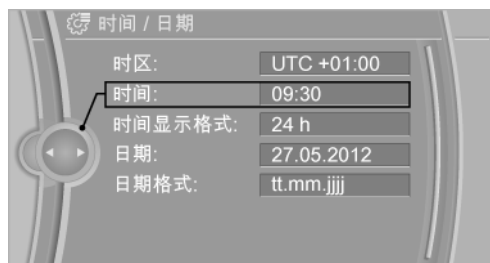 时间 / 日期
时区: UTC +01:00
时间: 09:30
时间显示格式: 24 h
日期: 27.05.2012
日期格式: tt.mm.jjjj